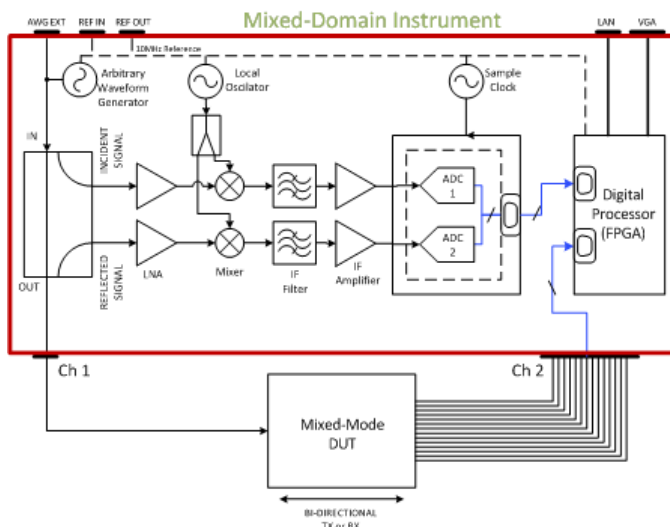 Mixed-Domain Instrument
AWG EXT
REF IN
REF OUT
LAN
VGA
10MHz Reference
Arbitrary
Waveform
Generator
Local
Oscilator
Sample
Clock
IN
INCIDENT
SIGNAL
ADC
1
ADC
2
Digital
Processor
(FPGA)
OUT
REFLECTED
SIGNAL
LNA
Mixer
IF
Filter
IF
Amplifier
Ch 1
Ch 2
Mixed-Mode
DUT
BI-DIRECTIONAL
TX or RX